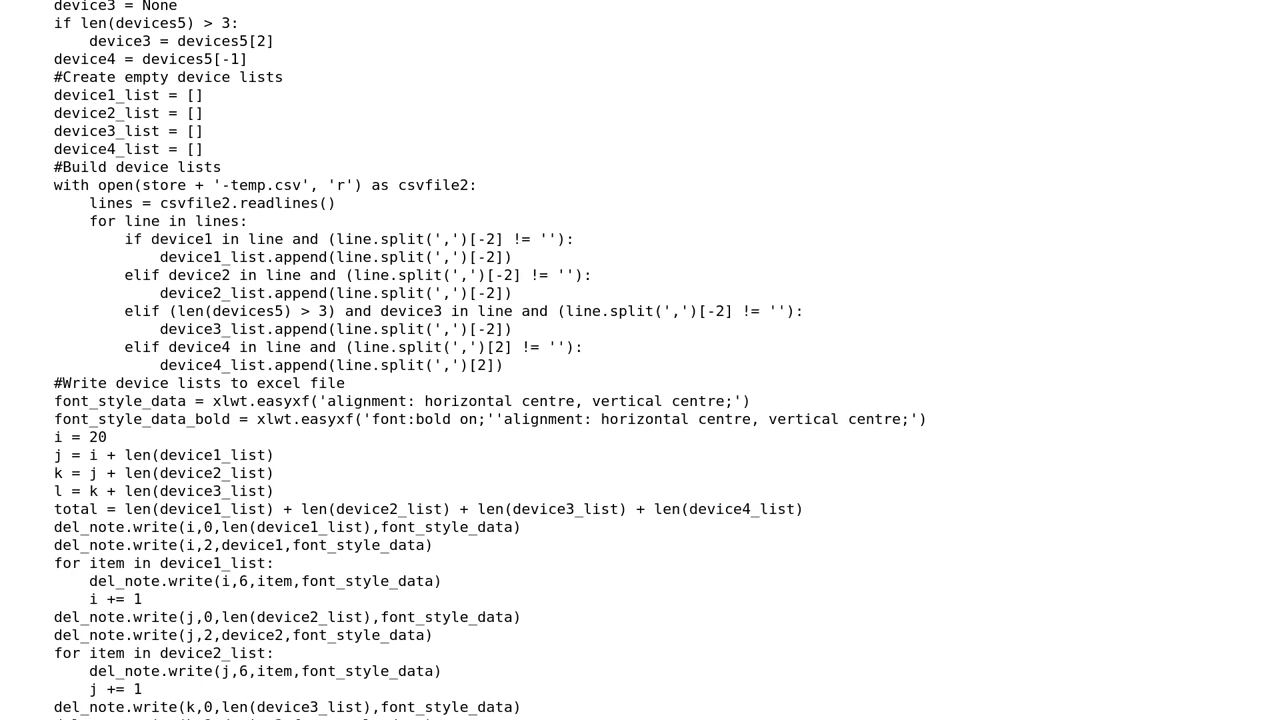 device3 = None
if len(devices5) > 3:
    device3 = devices5[2]
device4 = devices5[-1]
#Create empty device lists
device1_list = []
device2_list = []
device3_list = []
device4_list = []
#Build device lists
with open(store + '-temp.csv', 'r') as csvfile2:
    lines = csvfile2.readlines()
    for line in lines:
        if device1 in line and (line.split(',')[-2] != ''):
            device1_list.append(line.split(',')[-2])
        elif device2 in line and (line.split(',')[-2] != ''):
            device2_list.append(line.split(',')[-2])
        elif (len(devices5) > 3) and device3 in line and (line.split(',')[-2] != ''):
            device3_list.append(line.split(',')[-2])
        elif device4 in line and (line.split(',')[2] != ''):
            device4_list.append(line.split(',')[2])
#Write device lists to excel file
font_style_data = xlwt.easyxf('alignment: horizontal centre, vertical centre;')
font_style_data_bold = xlwt.easyxf('font:bold on;''alignment: horizontal centre, vertical centre;')
i = 20
j = i + len(device1_list)
k = j + len(device2_list)
l = k + len(device3_list)
total = len(device1_list) + len(device2_list) + len(device3_list) + len(device4_list)
del_note.write(i,0,len(device1_list),font_style_data)
del_note.write(i,2,device1,font_style_data)
for item in device1_list:
    del_note.write(i,6,item,font_style_data)
    i += 1
del_note.write(j,0,len(device2_list),font_style_data)
del_note.write(j,2,device2,font_style_data)
for item in device2_list:
    del_note.write(j,6,item,font_style_data)
    j += 1
del_note.write(k,0,len(device3_list),font_style_data)